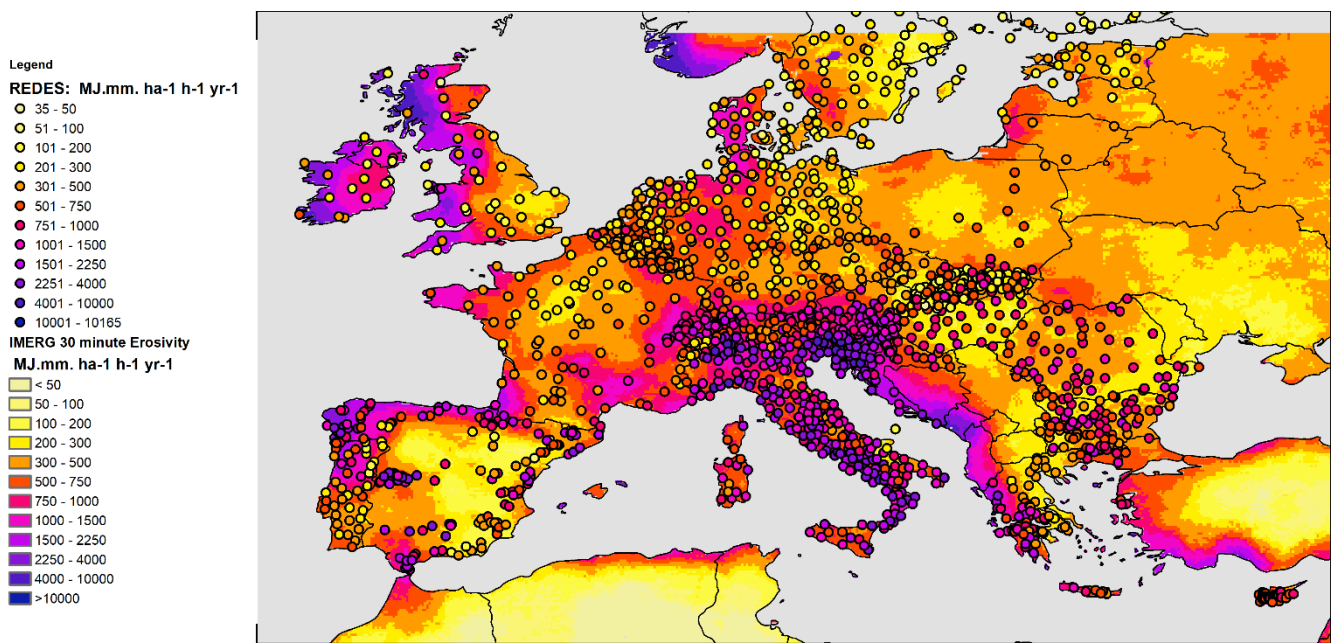 Legend
REDES: MJ.mm. ha-1 h-1 yr-1
35 - 50
51 - 100
101 - 200
201 - 300
301 - 500
501 - 750
751 - 1000
1001 - 1500
1501 - 2250
2251 - 4000
4001 - 10000
10001 - 10165
IMERG 30 minute Erosivity
MJ.mm. ha-1 h-1 yr-1
< 50
50 - 100
100 - 200
200 - 300
300 - 500
500 - 750
750 - 1000
1000 - 1500
1500 - 2250
2250 - 4000
4000 - 10000
>10000